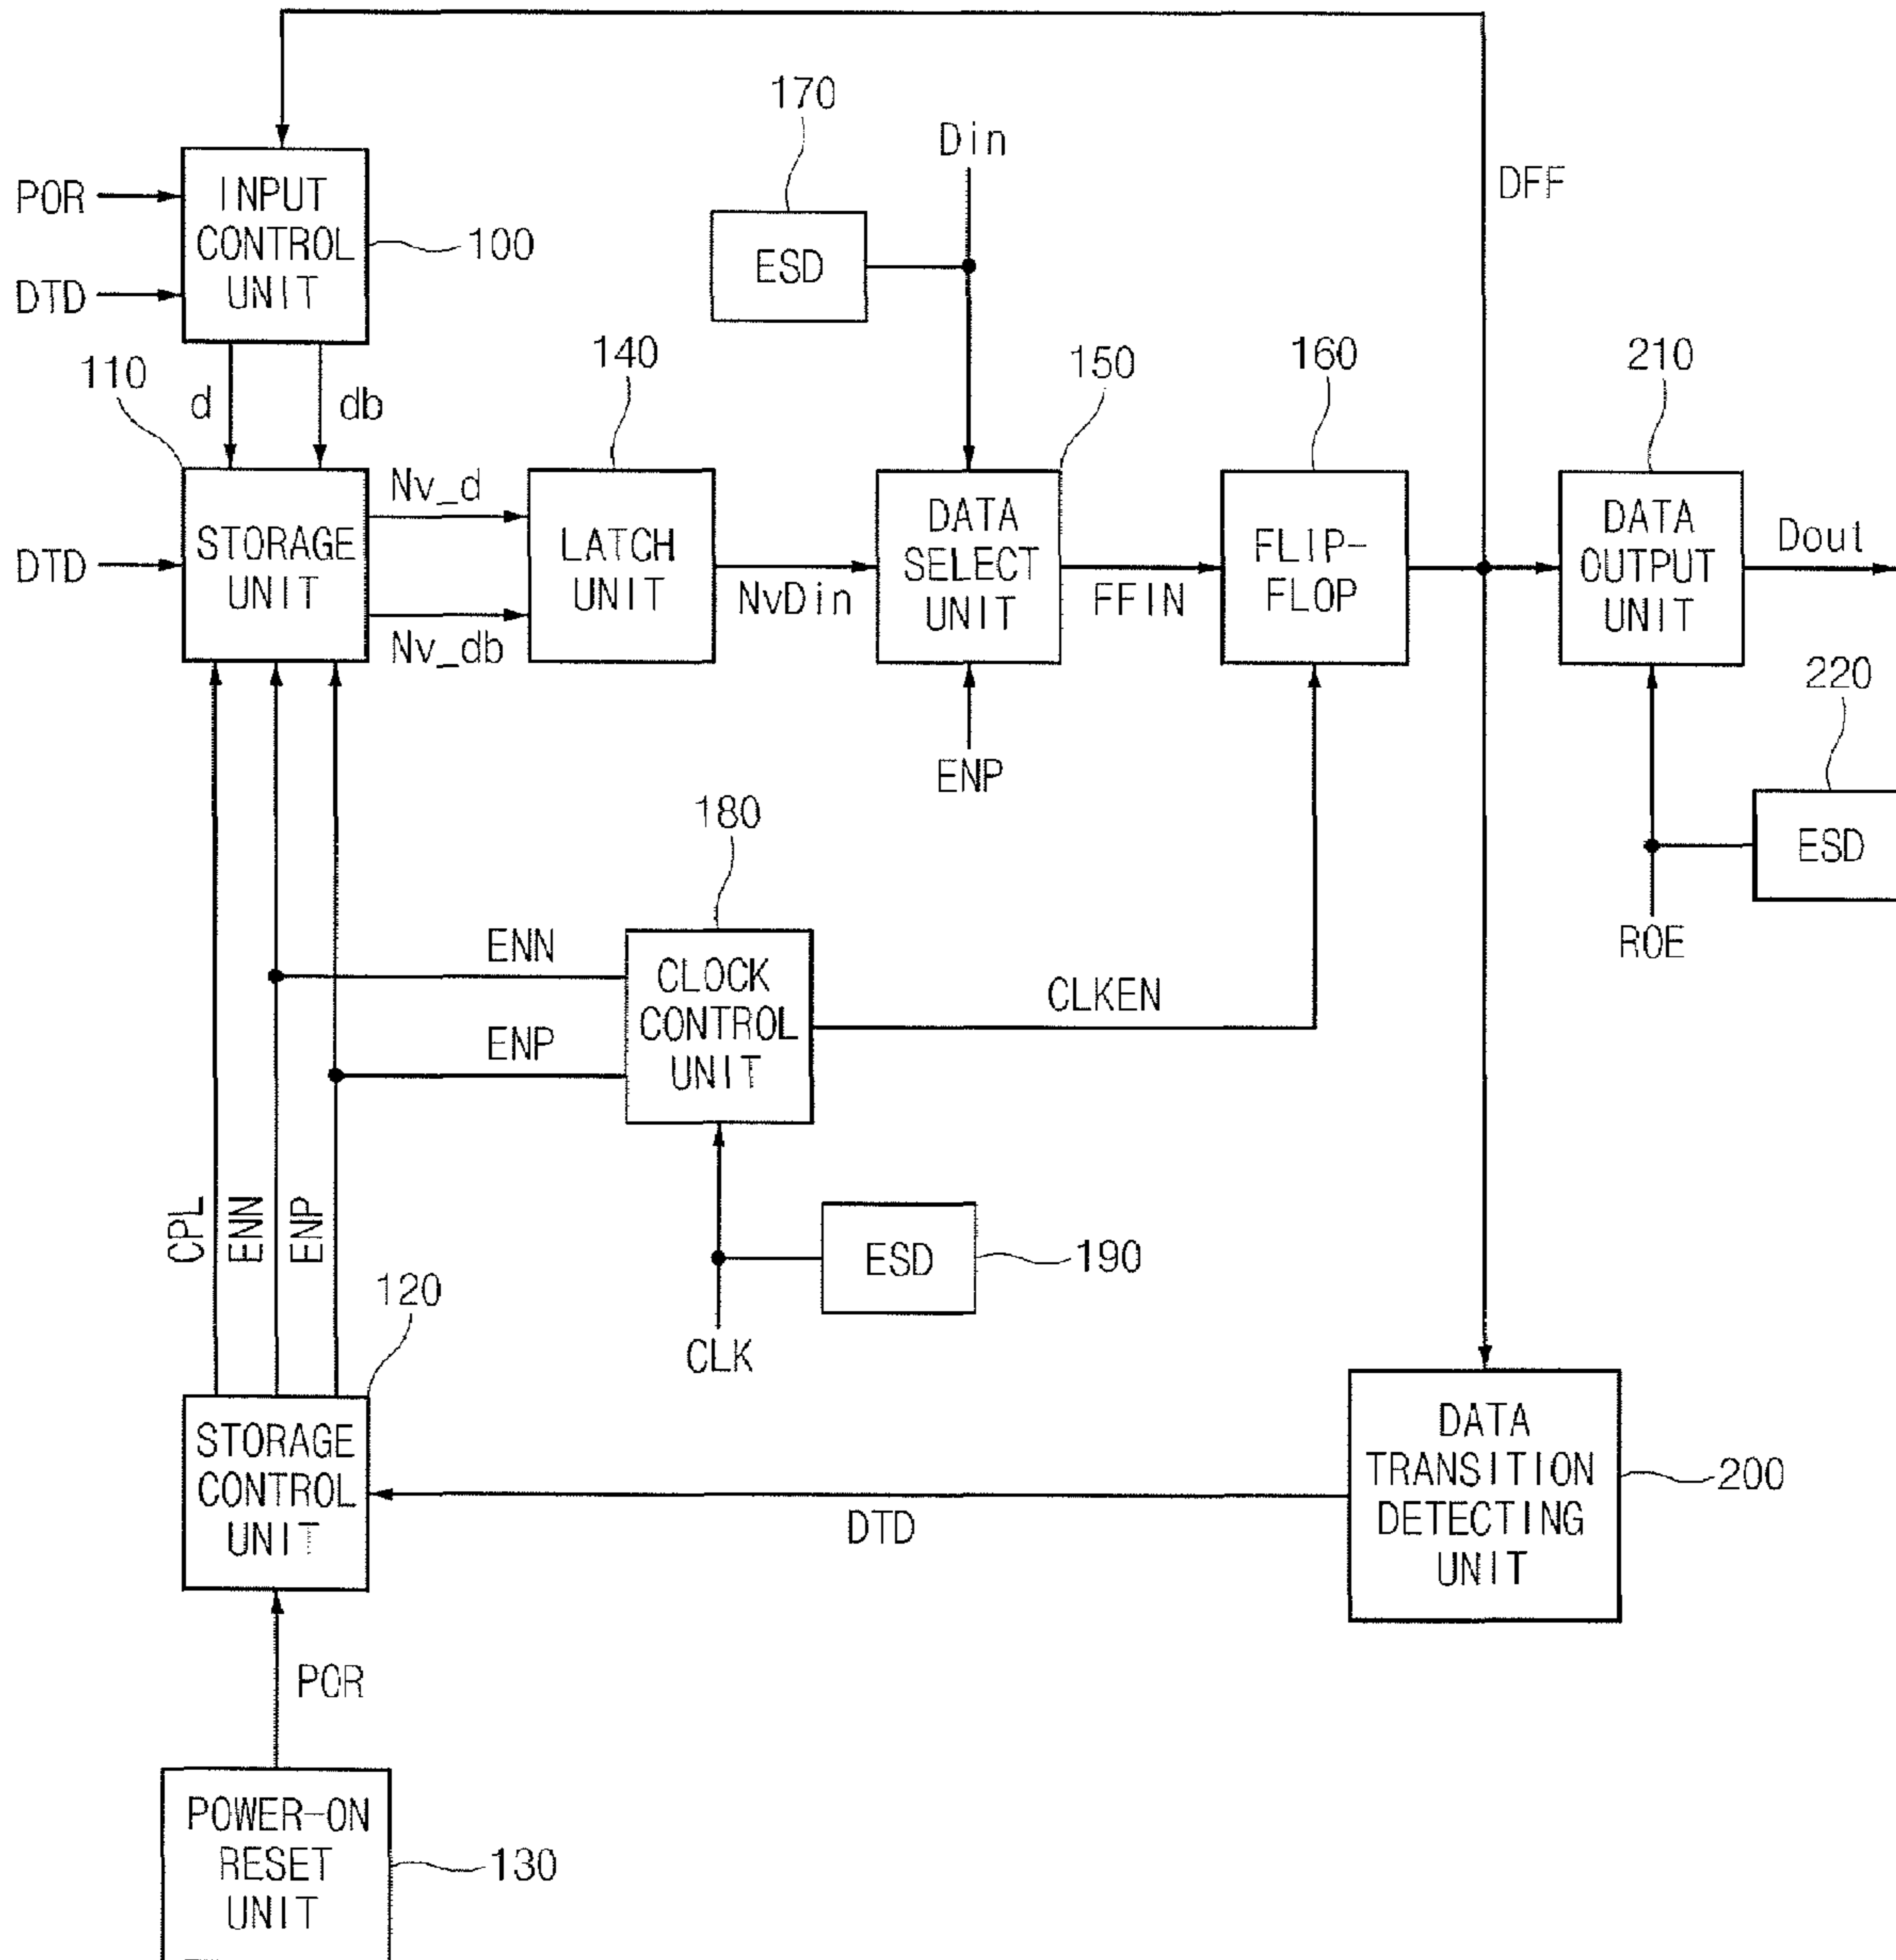 170
Din
DFF
POR
INPUT
CONTROL
UNIT
100
DTD
ESD
110
d
db
140
150
160
210
STORAGE
UNIT
DTD
Nv_d
Nv_db
LATCH
UNIT
NvDin
DATA
SELECT
UNIT
FFIN
FLIP-
FLOP
DATA
OUTPUT
UNIT
Dout
ENP
220
ESD
ROE
180
ENN
ENP
CLOCK
CONTROL
UNIT
CLKEN
CPL
ENN
ENP
ESD
190
CLK
120
STORAGE
CONTROL
UNIT
DTD
DATA
TRANSITION
DETECTING
UNIT
200
POR
POWER-ON
RESET
UNIT
130